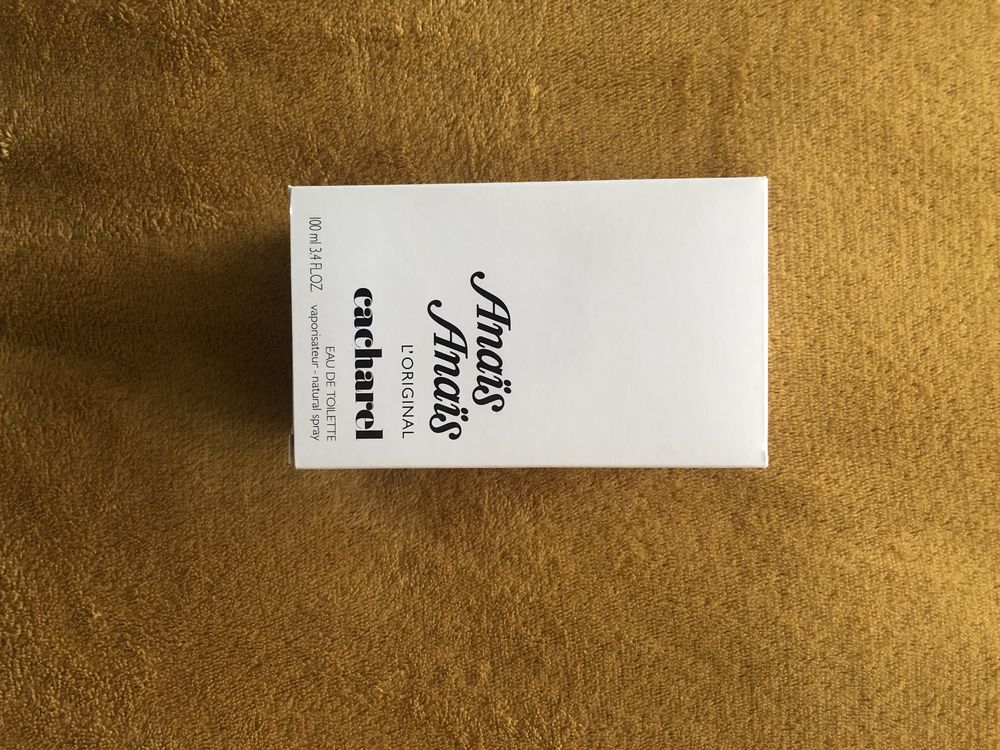 Anaïs
Anaïs
L'ORIGINAL
cacharel
EAU DE TOILETTE
100 ml 3.4 FL.OZ. vaporisateur - natural spray